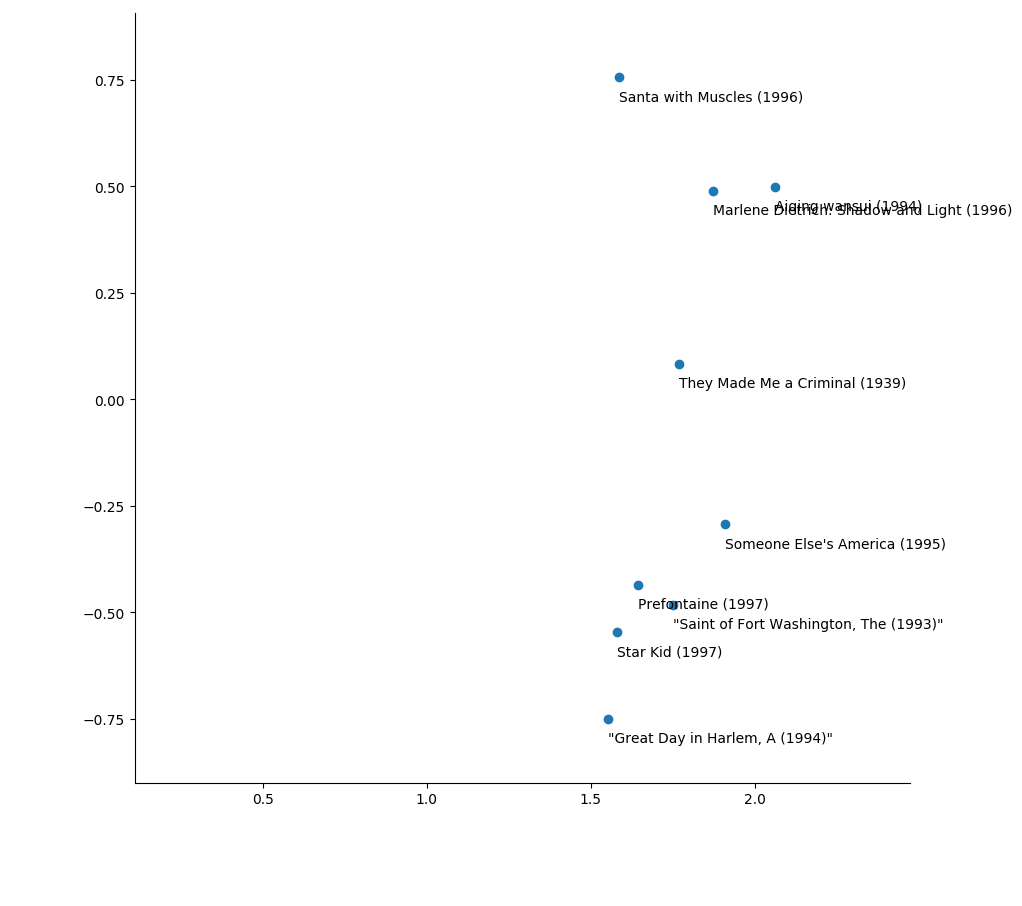 0.75
Santa with Muscles (1996)
0.50
Aiqing wansui (1994)
Marlene Dietrich: Shadow and Light (1996)
0.25
They Made Me a Criminal (1939)
0.00
−0.25
Someone Else's America (1995)
Prefontaine (1997)
−0.50
"Saint of Fort Washington, The (1993)"
Star Kid (1997)
−0.75
"Great Day in Harlem, A (1994)"
0.5 1.0 1.5 2.0